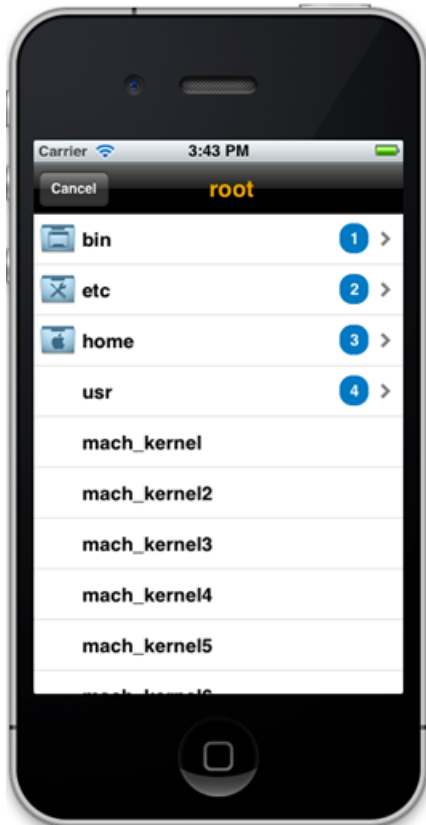 Carrier 3:43 PM
Cancel root
bin 1
etc 2
home 3
usr 4
mach_kernel
mach_kernel2
mach_kernel3
mach_kernel4
mach_kernel5
mach_kernel6